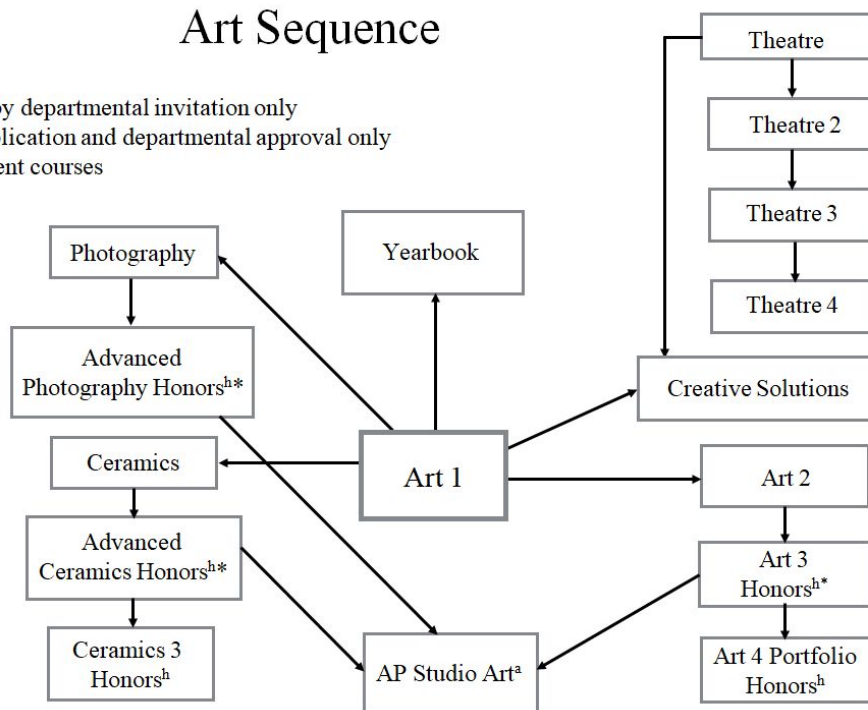 Art Sequence
by departmental invitation only
plication and departmental approval only
ent courses
Theatre
Theatre 2
Theatre 3
Theatre 4
Photography
Yearbook
Advanced
Photography Honorsʰ*
Creative Solutions
Ceramics
Art 1
Art 2
Advanced
Ceramics Honorsʰ*
Art 3
Honorsʰ*
Ceramics 3
Honorsʰ
AP Studio Artᵃ
Art 4 Portfolio
Honorsʰ